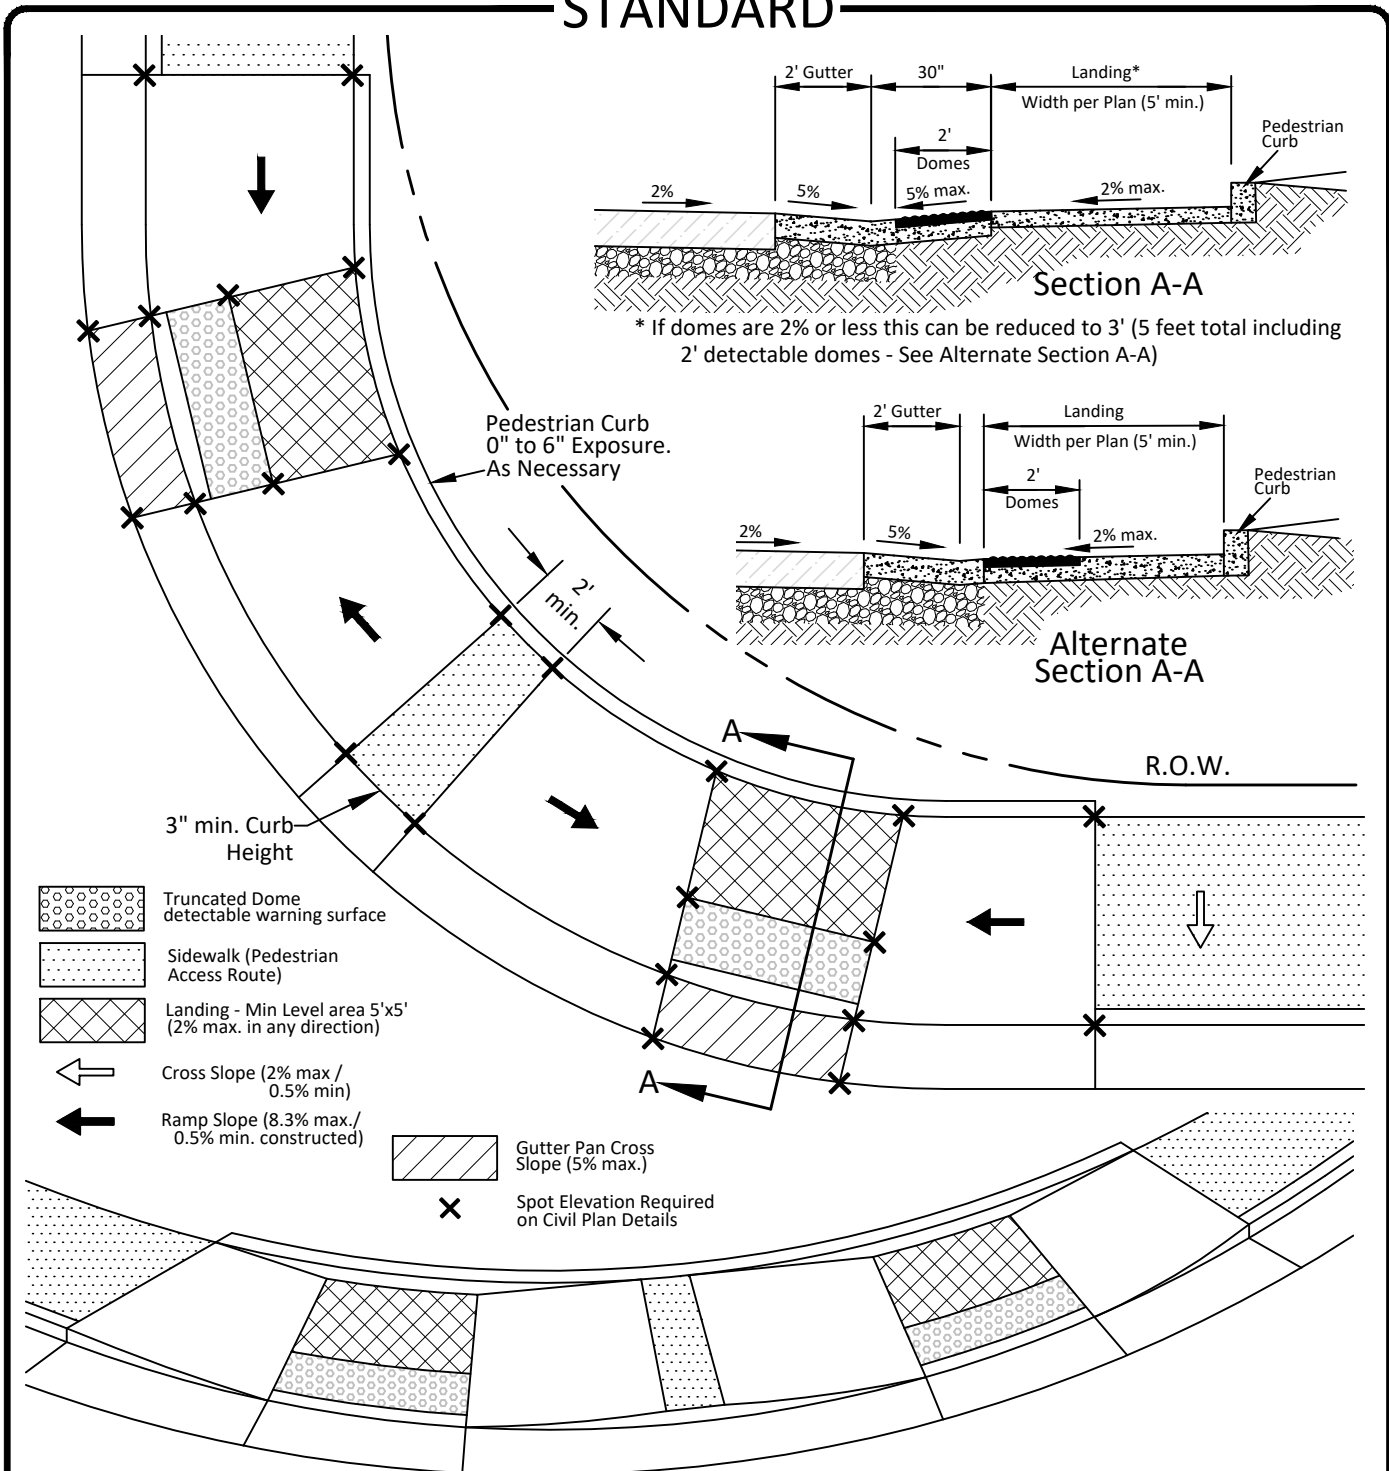 STANDARD
2' Gutter
30"
Landing*
Width per Plan (5' min.)
2'
Domes
Pedestrian
Curb
2%
5%
5% max.
2% max.
Section A-A
* If domes are 2% or less this can be reduced to 3' (5 feet total including
2' detectable domes - See Alternate Section A-A)
2' Gutter
Landing
Width per Plan (5' min.)
2'
Domes
Pedestrian
Curb
2%
5%
2% max.
Alternate
Section A-A
Pedestrian Curb
0" to 6" Exposure.
As Necessary
2'
min.
A
R.O.W.
3" min. Curb
Height
A
Truncated Dome
detectable warning surface
Sidewalk (Pedestrian
Access Route)
Landing - Min Level area 5'x5'
(2% max. in any direction)
Cross Slope (2% max /
0.5% min)
Ramp Slope (8.3% max./
0.5% min. constructed)
Gutter Pan Cross
Slope (5% max.)
Spot Elevation Required
on Civil Plan Details